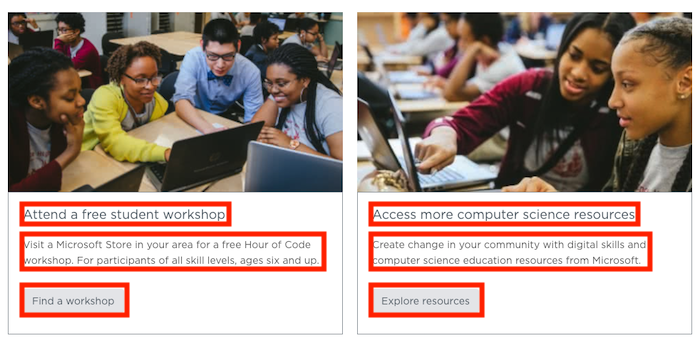 Attend a free student workshop
Visit a Microsoft Store in your area for a free Hour of Code
workshop. For participants of all skill levels, ages six and up.
Find a workshop
Access more computer science resources
Create change in your community with digital skills and
computer science education resources from Microsoft.
Explore resources